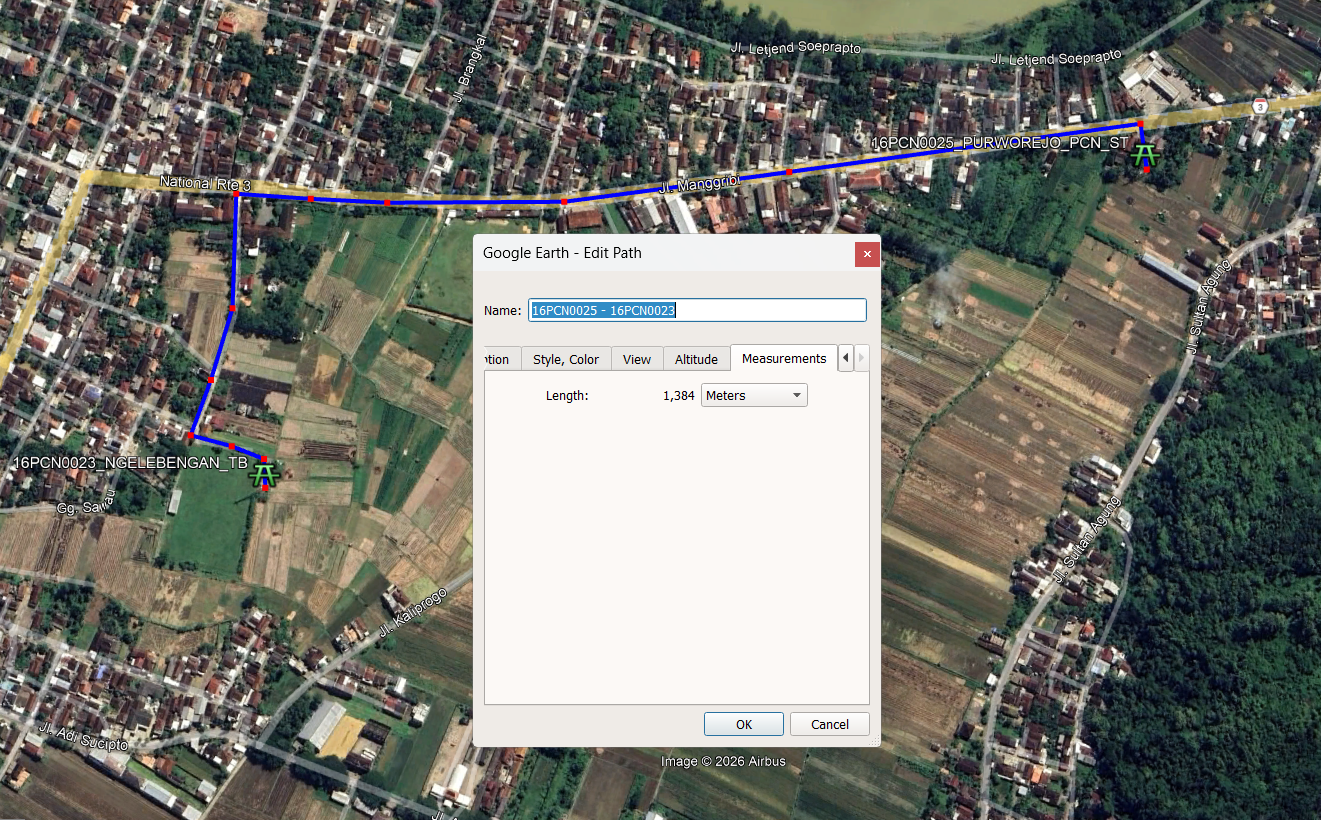 Jl. Letjend Soeprapto
Jl. Letjend Soeprapto
Jl. Brangkal
3
16PCN0025_PURWOREJO_PCN_ST
National Rte 3
Jl. Manggribi
Google Earth - Edit Path
Name: 16PCN0025 - 16PCN0023
ption Style, Color View Altitude Measurements
Length: 1,384 Meters
Jl. Sultan Agung
16PCN0023_NGELEBENGAN_TB
Gg. Sairau
Jl. Sultan Agung
Jl. Kaliprogo
OK Cancel
Jl. Adi Sucipto
Image © 2026 Airbus